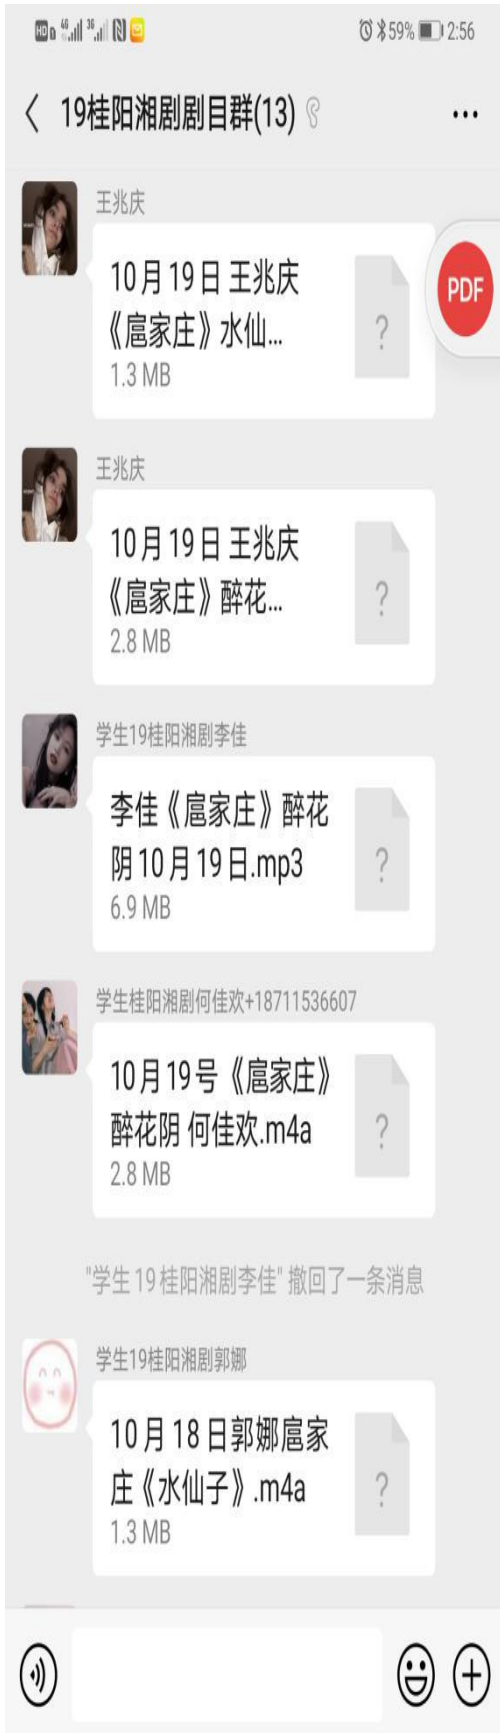 HD 4G 3G 59% 2:56
19桂阳湘剧剧目群(13)
王兆庆
10月19日 王兆庆
《扈家庄》水仙...
1.3 MB
PDF
?
王兆庆
10月19日 王兆庆
《扈家庄》醉花...
2.8 MB
?
学生19桂阳湘剧李佳
李佳《扈家庄》醉花
阴10月19日.mp3
6.9 MB
?
学生桂阳湘剧何佳欢+18711536607
10月19号《扈家庄》
醉花阴 何佳欢.m4a
2.8 MB
?
"学生19桂阳湘剧李佳" 撤回了一条消息
学生19桂阳湘剧郭娜
10月18日郭娜扈家
庄《水仙子》.m4a
1.3 MB
?